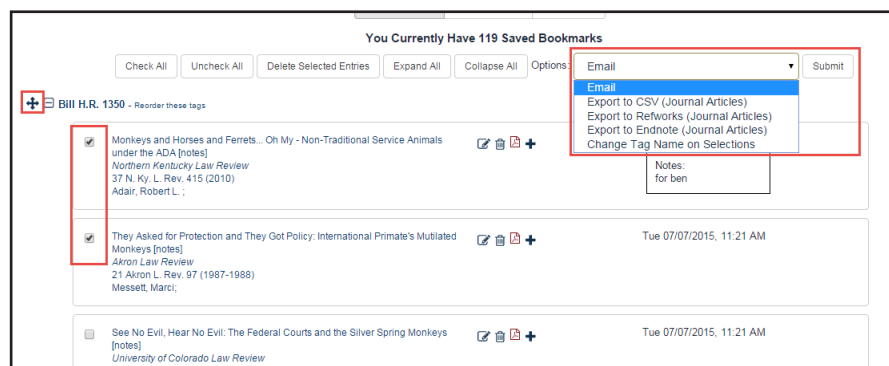 You Currently Have 119 Saved Bookmarks
Check All Uncheck All Delete Selected Entries Expand All Collapse All Options: Email Submit
Email
Export to CSV (Journal Articles)
Export to Refworks (Journal Articles)
Export to Endnote (Journal Articles)
Change Tag Name on Selections
Bill H.R. 1350 - Reorder these tags
Monkeys and Horses and Ferrets... Oh My - Non-Traditional Service Animals
under the ADA [notes]
Northern Kentucky Law Review
37 N. Ky. L. Rev. 415 (2010)
Adair, Robert L. ;
Notes:
for ben
They Asked for Protection and They Got Policy: International Primate's Mutilated
Monkeys [notes]
Akron Law Review
21 Akron L. Rev. 97 (1987-1988)
Messett, Marci;
Tue 07/07/2015, 11:21 AM
See No Evil, Hear No Evil: The Federal Courts and the Silver Spring Monkeys
[notes]
University of Colorado Law Review
Tue 07/07/2015, 11:21 AM